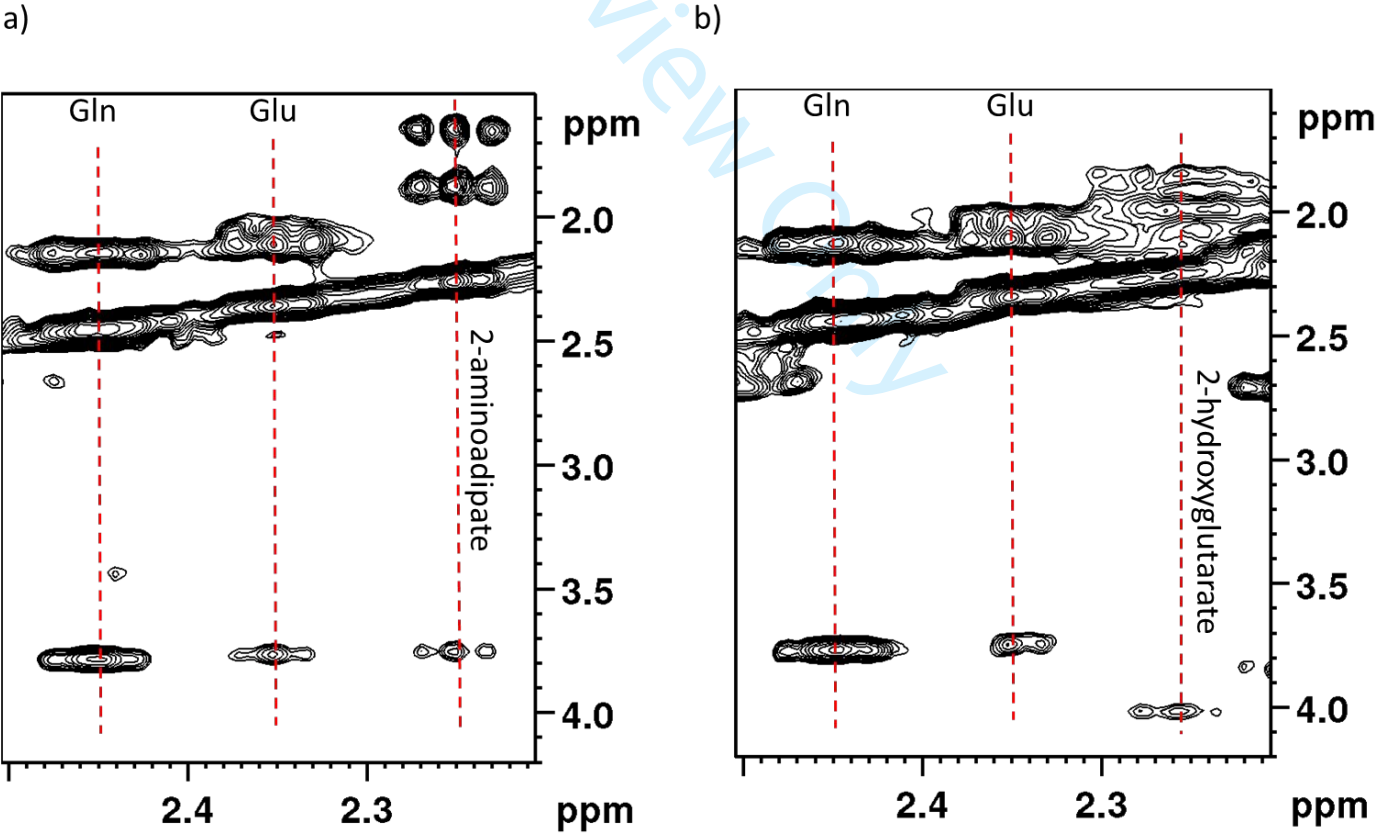 a)
b)
Gln
Glu
ppm
2.0
2.5
3.0
3.5
4.0
2-aminoadipate
2.4
2.3
ppm
Gln
Glu
ppm
2.0
2.5
3.0
3.5
4.0
2-hydroxyglutarate
2.4
2.3
ppm
view Only